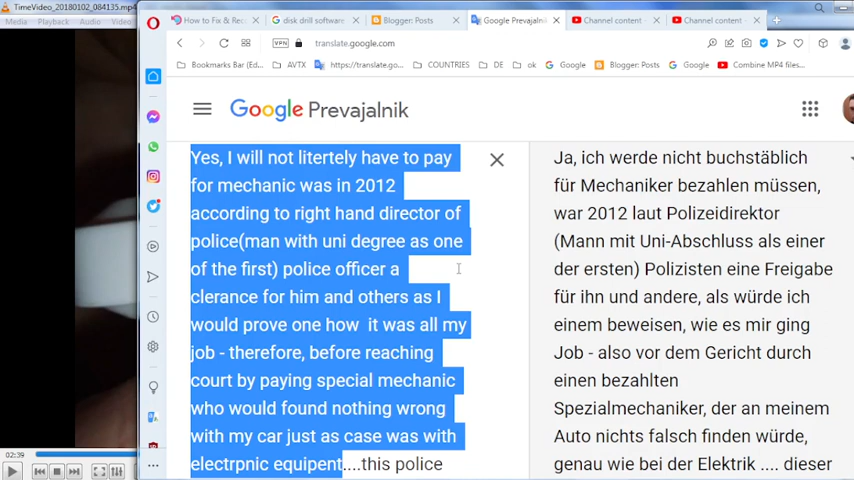 TimeVideo_20180102_084135.mp4
Media Playback Audio Video
How to Fix & Rec
disk drill software
Blogger: Posts
Google Prevajalnik
Channel content -
Channel content -
VPN translate.google.com
Bookmarks Bar (Ed... AVTX https://translate.go... COUNTRIES DE ok Google Blogger: Posts Google Combine MP4 files...
Google Prevajalnik
Yes, I will not litertely have to pay
for mechanic was in 2012
according to right hand director of
police(man with uni degree as one
of the first) police officer a
clerance for him and others as I
would prove one how it was all my
job - therefore, before reaching
court by paying special mechanic
who would found nothing wrong
with my car just as case was with
electrpnic equipent....this police
Ja, ich werde nicht buchstäblich
für Mechaniker bezahlen müssen,
war 2012 laut Polizeidirektor
(Mann mit Uni-Abschluss als einer
der ersten) Polizisten eine Freigabe
für ihn und andere, als würde ich
einem beweisen, wie es mir ging
Job - also vor dem Gericht durch
einen bezahlten
Spezialmechaniker, der an meinem
Auto nichts falsch finden würde,
genau wie bei der Elektrik .... dieser
02:39